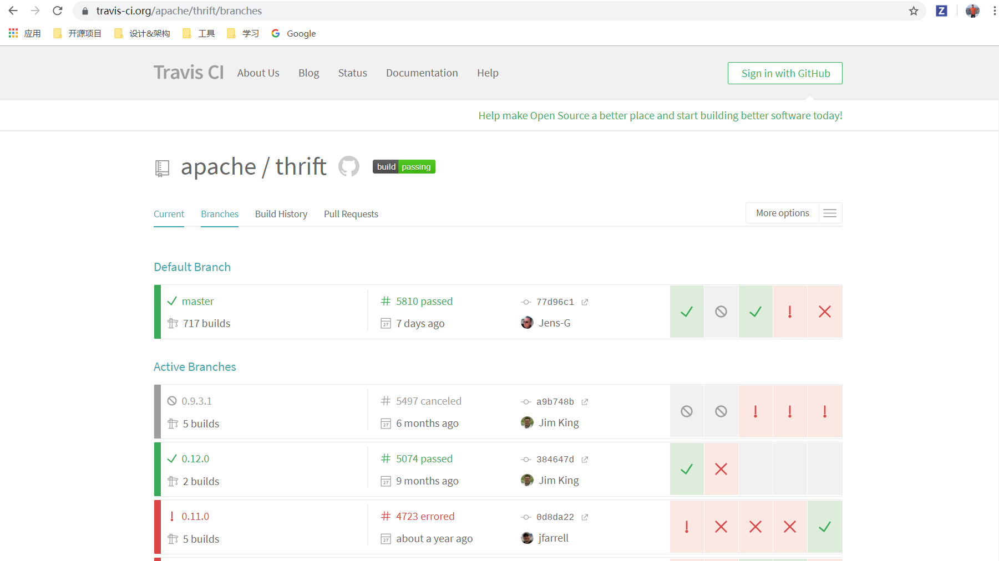 travis-ci.org/apache/thrift/branches
Z
应用 开源项目 设计&架构 工具 学习 Google
Travis CI About Us Blog Status Documentation Help Sign in with GitHub
Help make Open Source a better place and start building better software today!
apache / thrift build passing
Current Branches Build History Pull Requests More options
Default Branch
master # 5810 passed 77d96c1
717 builds 27 7 days ago Jens-G
Active Branches
0.9.3.1 # 5497 canceled a9b748b
5 builds 27 6 months ago Jim King
0.12.0 # 5074 passed 384647d
2 builds 27 9 months ago Jim King
0.11.0 # 4723 errored 0d8da22
5 builds 27 about a year ago jfarrell